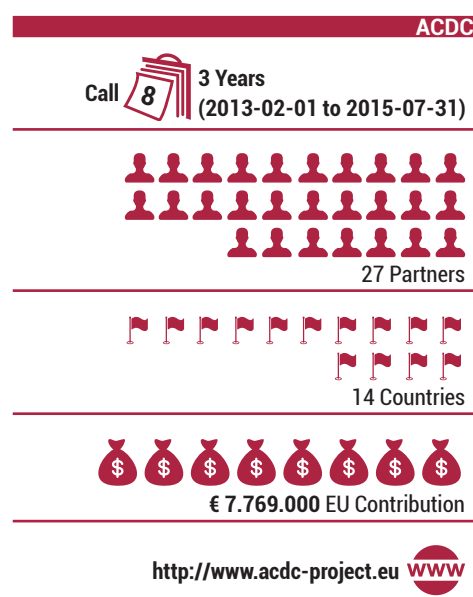 ACDC
Call 8 3 Years
(2013-02-01 to 2015-07-31)
27 Partners
14 Countries
$ $ $ $ $ $ $ $
€ 7.769.000 EU Contribution
http://www.acdc-project.eu www